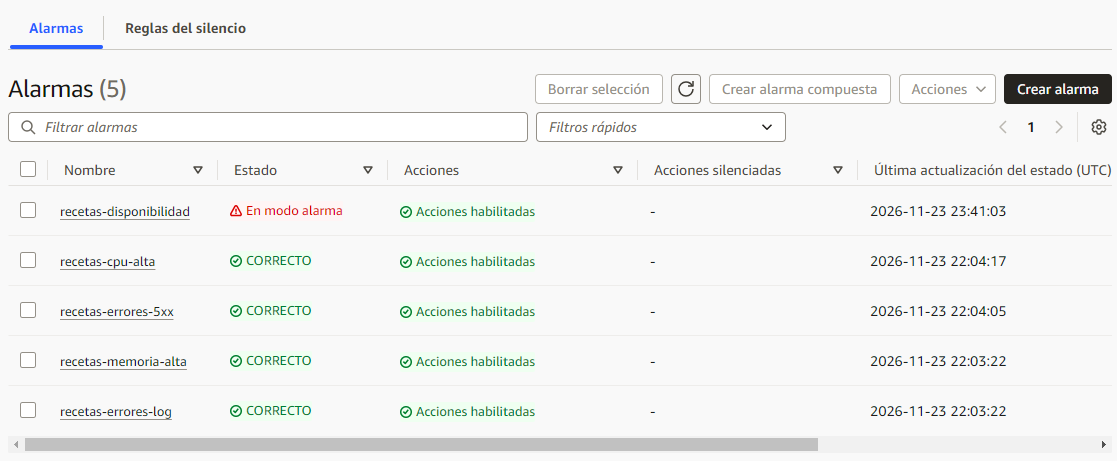 Alarmas Reglas del silencio
Alarmas (5) Borrar selección Crear alarma compuesta Acciones Crear alarma
Filtrar alarmas Filtros rápidos 1
Nombre Estado Acciones Acciones silenciadas Última actualización del estado (UTC)
recetas-disponibilidad En modo alarma Acciones habilitadas - 2026-11-23 23:41:03
recetas-cpu-alta CORRECTO Acciones habilitadas - 2026-11-23 22:04:17
recetas-errores-5xx CORRECTO Acciones habilitadas - 2026-11-23 22:04:05
recetas-memoria-alta CORRECTO Acciones habilitadas - 2026-11-23 22:03:22
recetas-errores-log CORRECTO Acciones habilitadas - 2026-11-23 22:03:22